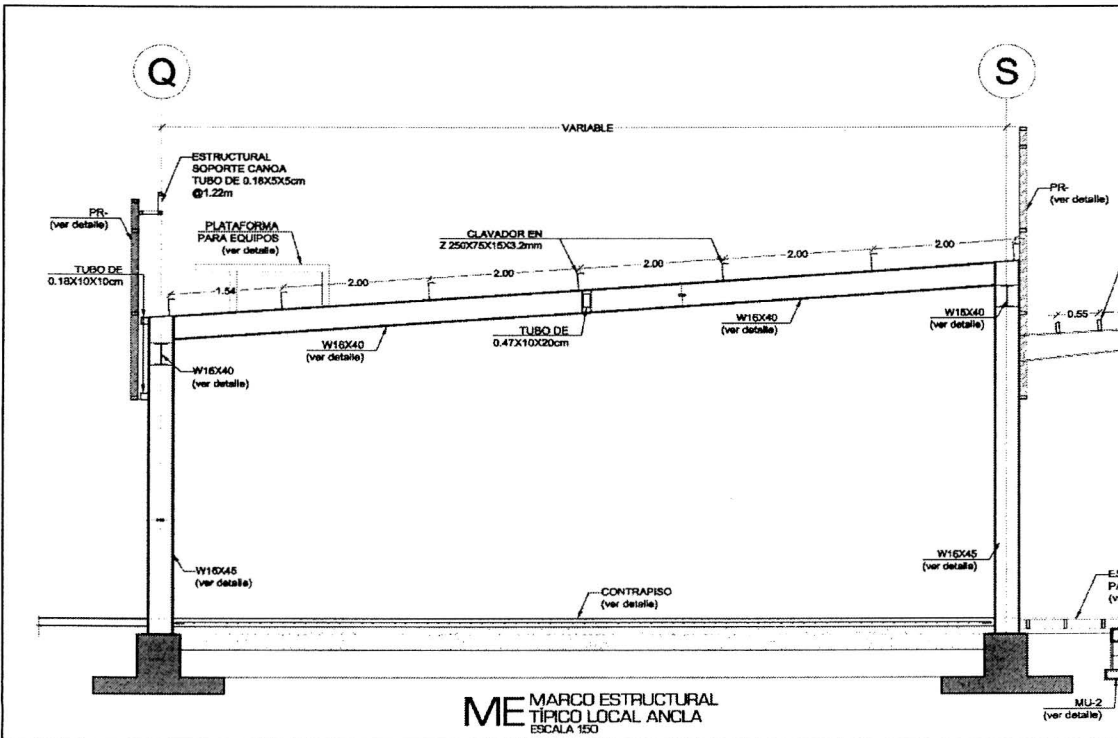 Q
S
VARIABLE
ESTRUCTURAL
SOPORTE CANOA
TUBO DE 0.18X5X5cm
@1.22m
PR-
(ver detalle)
PR-
(ver detalle)
PLATAFORMA
PARA EQUIPOS
(ver detalle)
CLAVADOR EN
Z 250X75X15X3.2mm
TUBO DE
0.18X10X10cm
1.54
2.00
2.00
2.00
2.00
2.00
W16X40
(ver detalle)
TUBO DE
0.47X10X20cm
W16X40
(ver detalle)
W16X40
(ver detalle)
0.55
W16X40
(ver detalle)
W16X45
(ver detalle)
W16X45
(ver detalle)
CONTRAPISO
(ver detalle)
MU-2
(ver detalle)
ME MARCO ESTRUCTURAL
TÍPICO LOCAL ANCLA
ESCALA 1:50